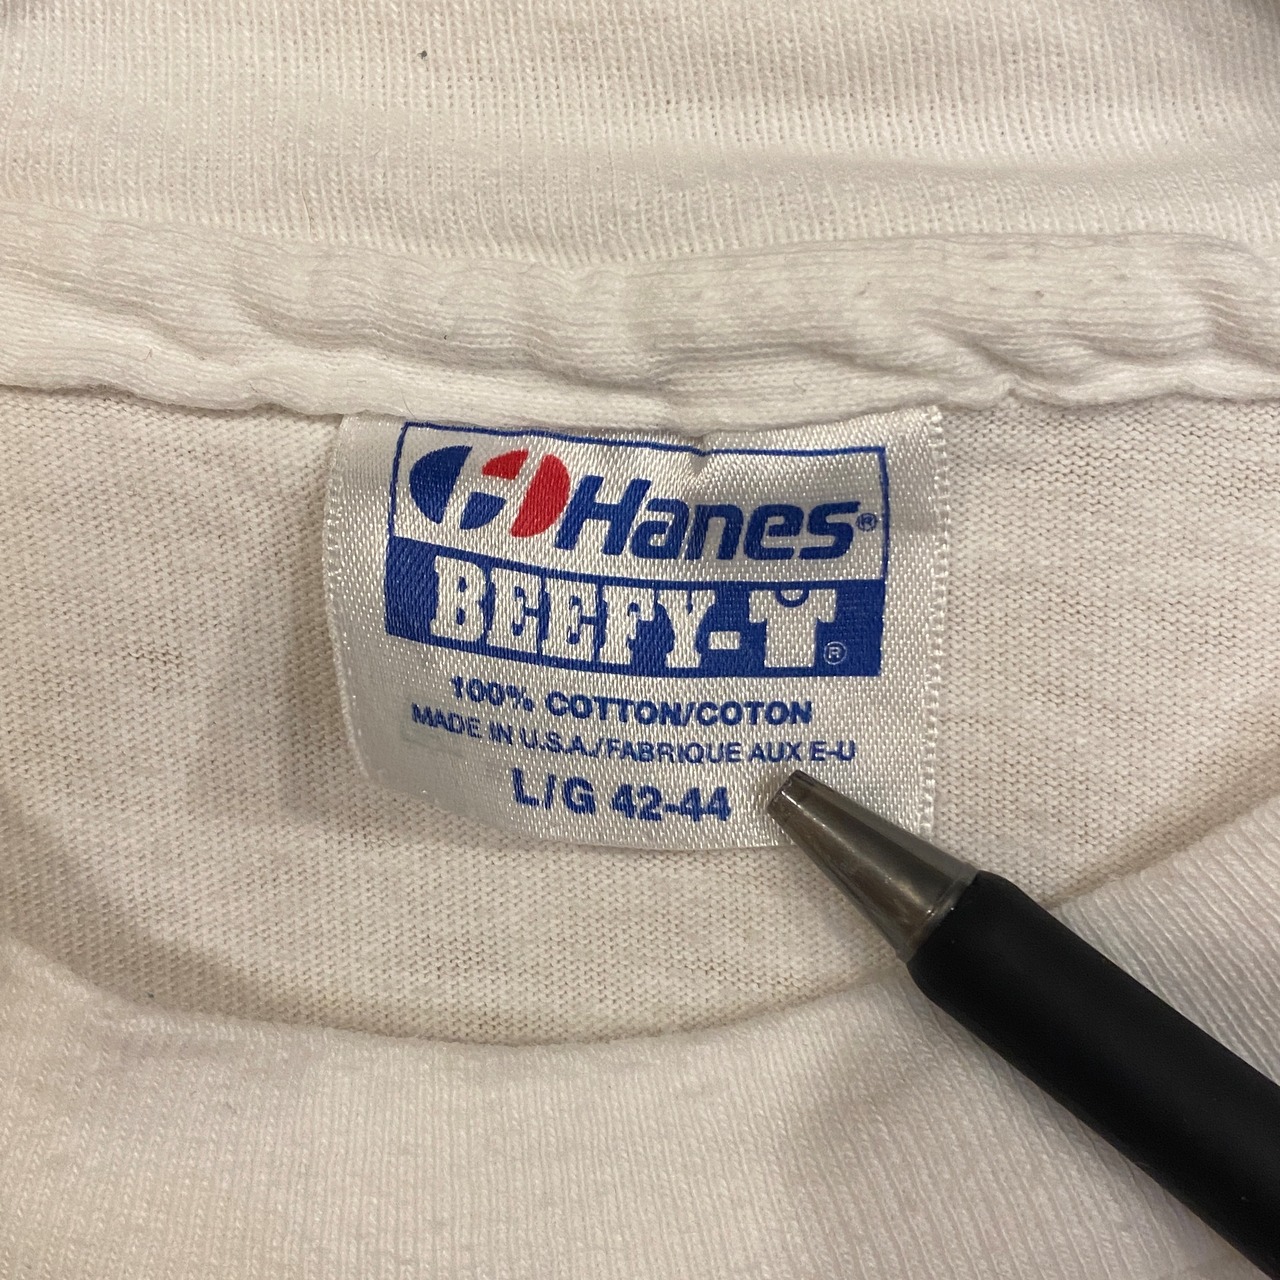 Hanes®
BEEFY-T®
100% COTTON/COTON
MADE IN U.S.A./FABRIQUE AUX E-U
L/G 42-44